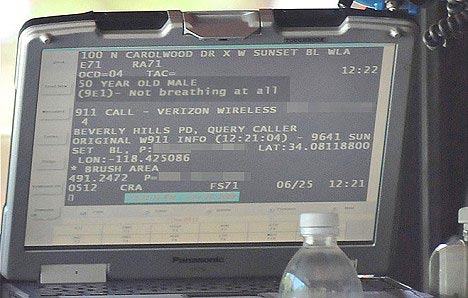 100 N CAROLWOOD DR X W SUNSET BL WLA
E71 RA71
OCD=04 TAC= 12:22
50 YEAR OLD MALE
(9E1)- Not breathing at all
911 CALL - VERIZON WIRELESS
4
BEVERLY HILLS PD, QUERY CALLER
ORIGINAL W911 INFO (12:21:04) - 9641 SUN
SET BL, P: LAT:34.08118800
LON:-118.425086
* BRUSH AREA
491.2472 P=
0512 CRA FS71 06/25 12:21
Panasonic